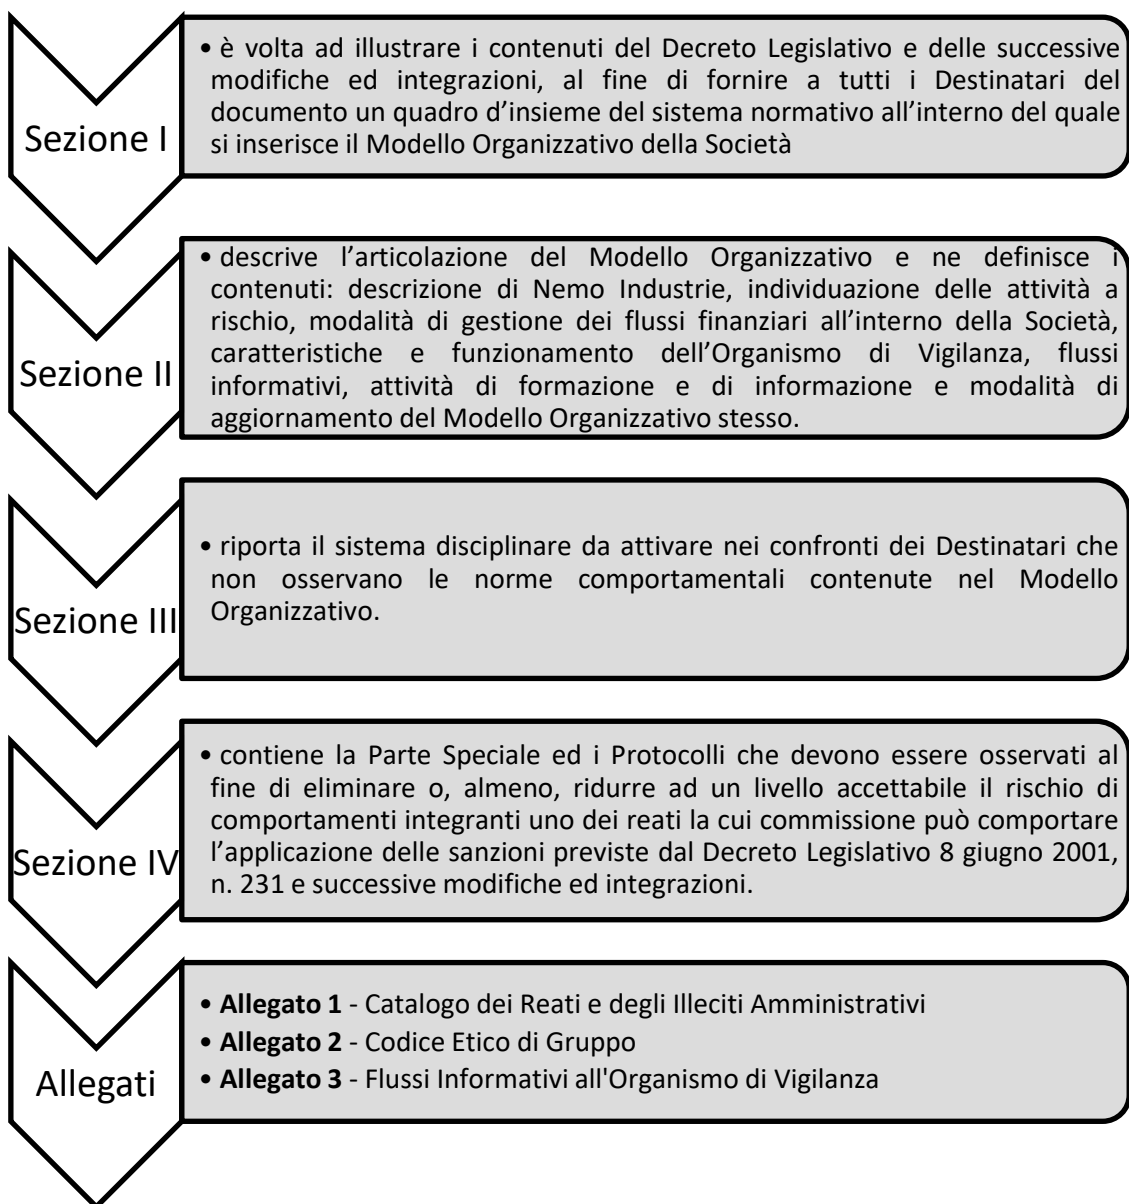 Sezione I
• è volta ad illustrare i contenuti del Decreto Legislativo e delle successive
modifiche ed integrazioni, al fine di fornire a tutti i Destinatari del
documento un quadro d’insieme del sistema normativo all’interno del quale
si inserisce il Modello Organizzativo della Società
Sezione II
• descrive l’articolazione del Modello Organizzativo e ne definisce i
contenuti: descrizione di Nemo Industrie, individuazione delle attività a
rischio, modalità di gestione dei flussi finanziari all’interno della Società,
caratteristiche e funzionamento dell’Organismo di Vigilanza, flussi
informativi, attività di formazione e di informazione e modalità di
aggiornamento del Modello Organizzativo stesso.
Sezione III
• riporta il sistema disciplinare da attivare nei confronti dei Destinatari che
non osservano le norme comportamentali contenute nel Modello
Organizzativo.
Sezione IV
• contiene la Parte Speciale ed i Protocolli che devono essere osservati al
fine di eliminare o, almeno, ridurre ad un livello accettabile il rischio di
comportamenti integranti uno dei reati la cui commissione può comportare
l’applicazione delle sanzioni previste dal Decreto Legislativo 8 giugno 2001,
n. 231 e successive modifiche ed integrazioni.
Allegati
• Allegato 1 - Catalogo dei Reati e degli Illeciti Amministrativi
• Allegato 2 - Codice Etico di Gruppo
• Allegato 3 - Flussi Informativi all'Organismo di Vigilanza